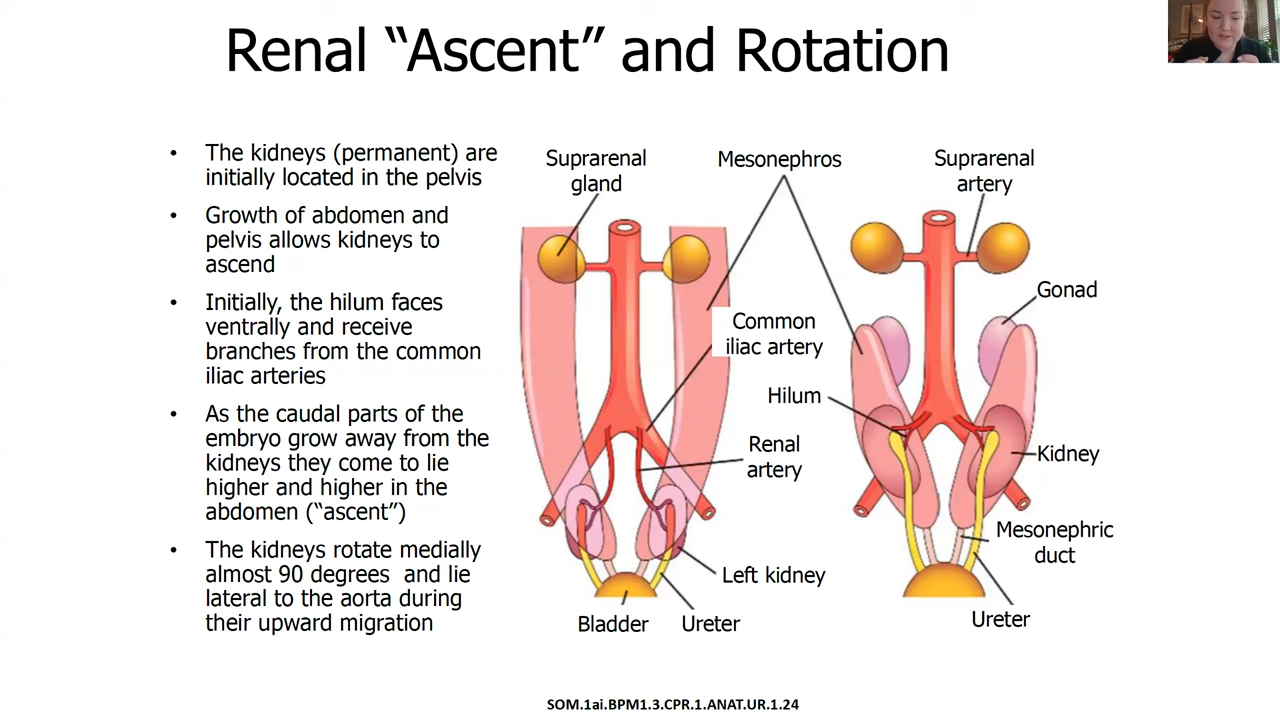 Renal “Ascent” and Rotation
• The kidneys (permanent) are
initially located in the pelvis
• Growth of abdomen and
pelvis allows kidneys to
ascend
• Initially, the hilum faces
ventrally and receive
branches from the common
iliac arteries
• As the caudal parts of the
embryo grow away from the
kidneys they come to lie
higher and higher in the
abdomen (“ascent”)
• The kidneys rotate medially
almost 90 degrees  and lie
lateral to the aorta during
their upward migration
Suprarenal
gland
Mesonephros
Suprarenal
artery
Gonad
Common
iliac artery
Hilum
Renal
artery
Kidney
Mesonephric
duct
Left kidney
Bladder
Ureter
Ureter
SOM.1ai.BPM1.3.CPR.1.ANAT.UR.1.24